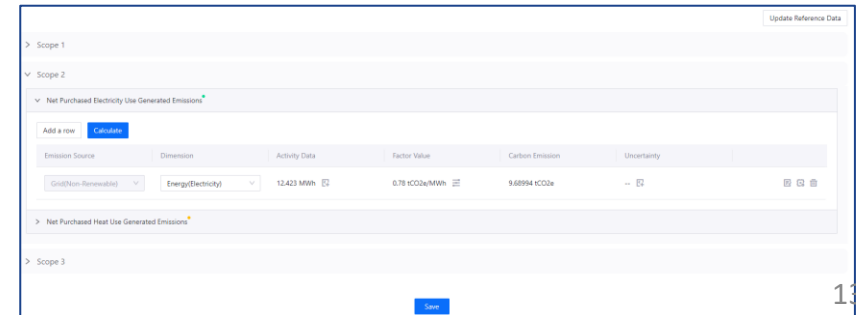 Update Reference Data
Scope 1
Scope 2
Net Purchased Electricity Use Generated Emissions
Add a row Calculate
Emission Source Dimension Activity Data Factor Value Carbon Emission Uncertainty
Grid(Non-Renewable) Energy(Electricity) 12.423 MWh 0.78 tCO2e/MWh 9.68994 tCO2e --
Net Purchased Heat Use Generated Emissions
Scope 3
Save
13